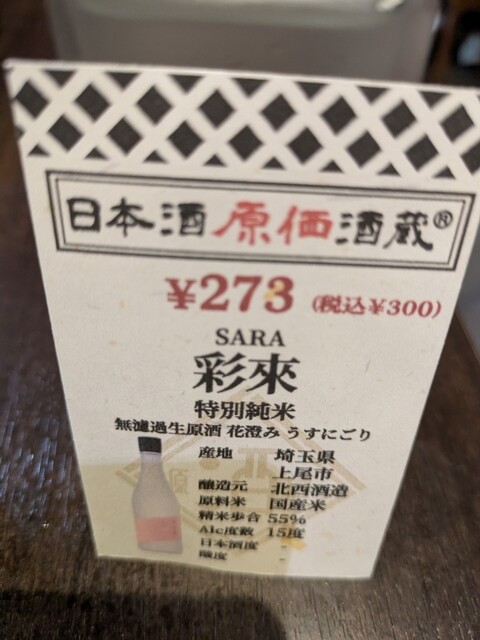 日本酒原価酒蔵®
¥273 (税込¥300)
SARA
彩來
特別純米
無濾過生原酒 花澄み うすにごり
産地 埼玉県
上尾市
醸造元 北西酒造
原料米 国産米
精米歩合 55%
Alc度数 15度
日本酒度 -
酸度 -